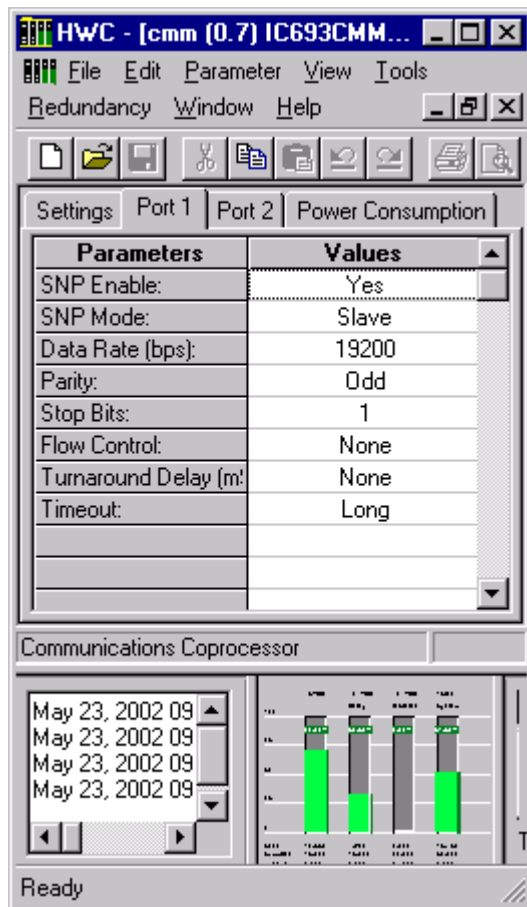 HWC - [cmm (0.7) IC693CMM...
File Edit Parameter View Tools
Redundancy Window Help
Settings Port 1 Port 2 Power Consumption
Parameters Values
SNP Enable: Yes
SNP Mode: Slave
Data Rate (bps): 19200
Parity: Odd
Stop Bits: 1
Flow Control: None
Turnaround Delay (m None
Timeout: Long
Communications Coprocessor
May 23, 2002 09
May 23, 2002 09
May 23, 2002 09
May 23, 2002 09
T
Ready